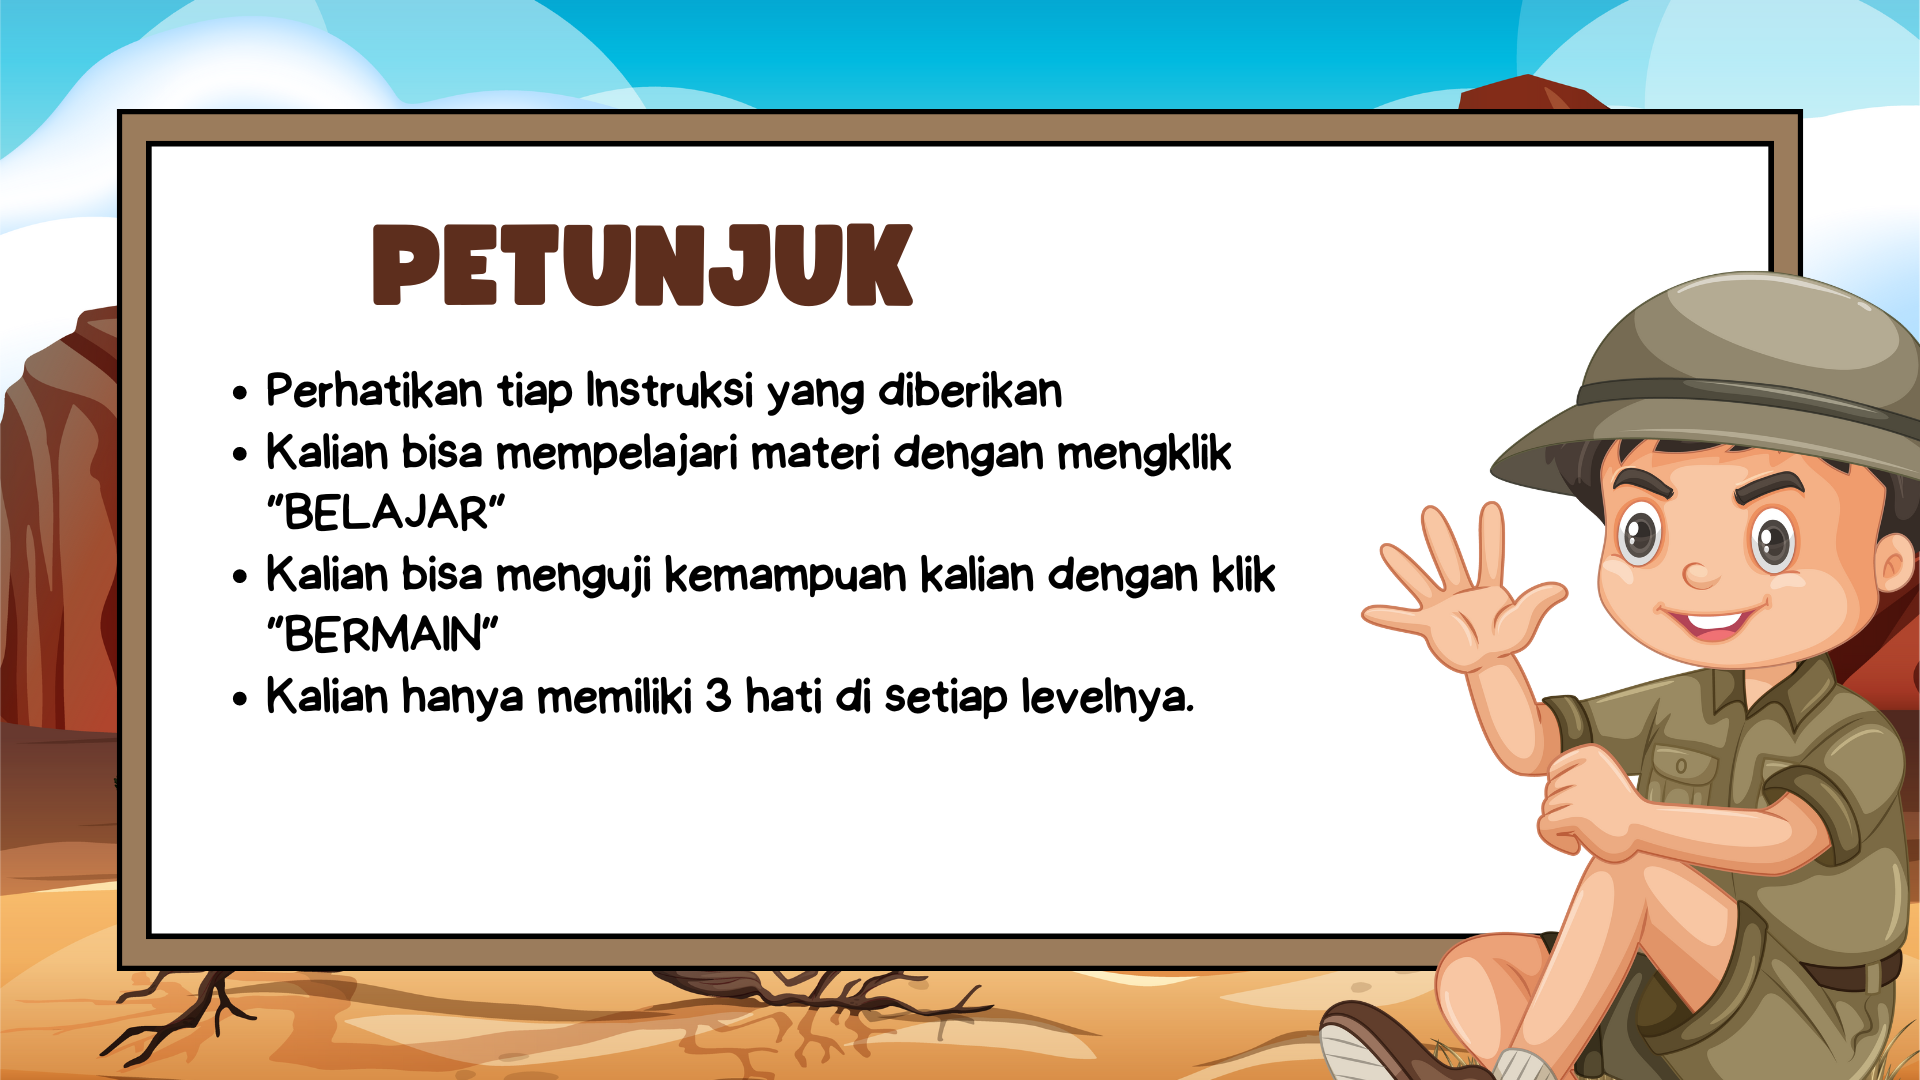 PETUNJUK
• Perhatikan tiap Instruksi yang diberikan
• Kalian bisa mempelajari materi dengan mengklik
"BELAJAR"
• Kalian bisa menguji kemampuan kalian dengan klik
"BERMAIN"
• Kalian hanya memiliki 3 hati di setiap levelnya.